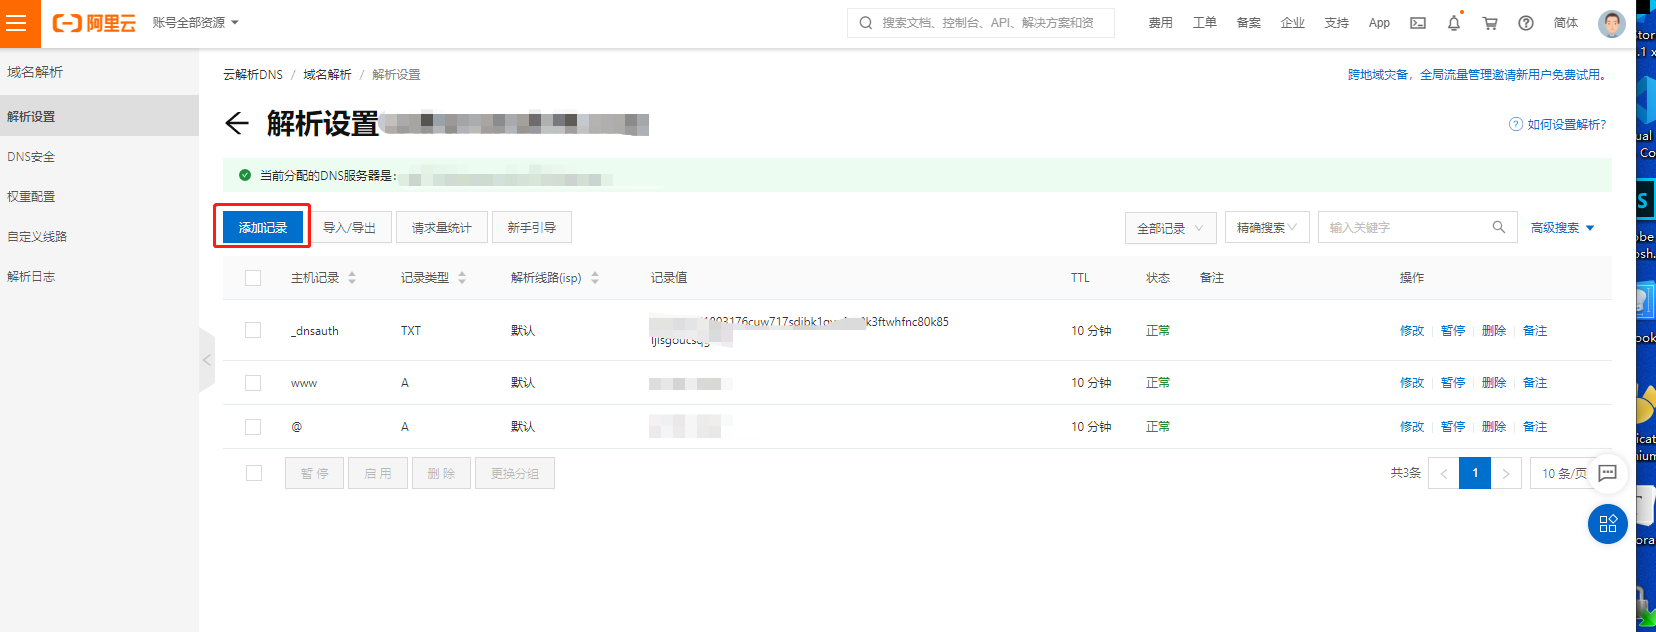 阿里云 账号全部资源 搜索文档、控制台、API、解决方案和资 费用 工单 备案 企业 支持 App 简体
域名解析
解析设置
DNS安全
权重配置
自定义线路
解析日志
云解析DNS / 域名解析 / 解析设置 跨地域灾备，全局流量管理邀请新用户免费试用。
解析设置 如何设置解析?
当前分配的DNS服务器是:
添加记录 导入/导出 请求量统计 新手引导 全部记录 精确搜索 输入关键字 高级搜索
主机记录 记录类型 解析线路(isp) 记录值 TTL 状态 备注 操作
_dnsauth TXT 默认 10 分钟 正常 修改 暂停 删除 备注
www A 默认 10 分钟 正常 修改 暂停 删除 备注
@ A 默认 10 分钟 正常 修改 暂停 删除 备注
暂 停 启 用 删 除 更换分组 共3条 < 1 > 10 条/页